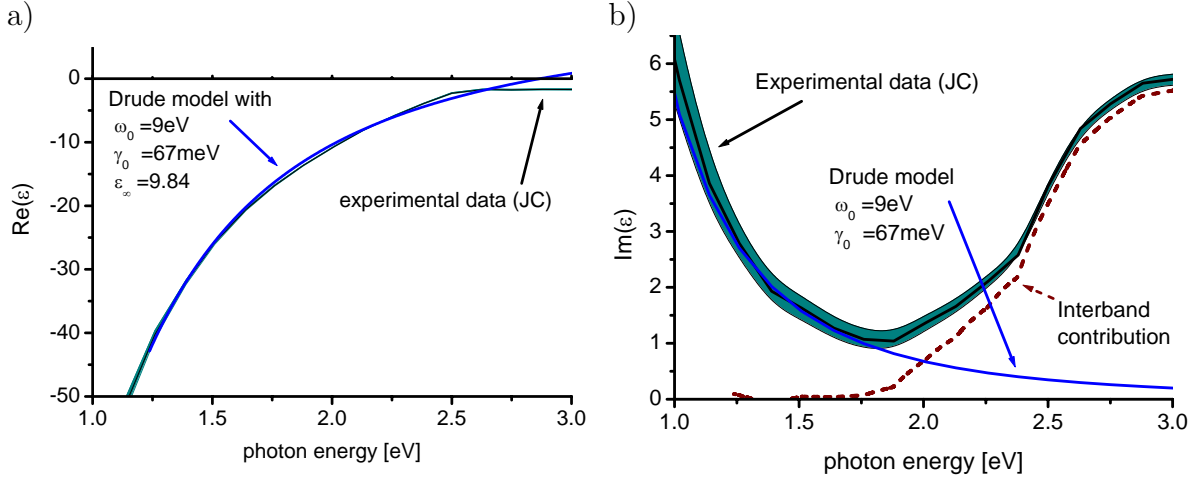 a)
0
-10
-20
-30
-40
-50
Re(ε)
1.0
1.5
2.0
2.5
3.0
photon energy [eV]
Drude model with
ω₀ =9eV
γ₀ =67meV
ε∞ =9.84
experimental data (JC)
b)
6
5
4
3
2
1
0
Im(ε)
1.0
1.5
2.0
2.5
3.0
photon energy [eV]
Experimental data (JC)
Drude model
ω₀ =9eV
γ₀ =67meV
Interband
contribution